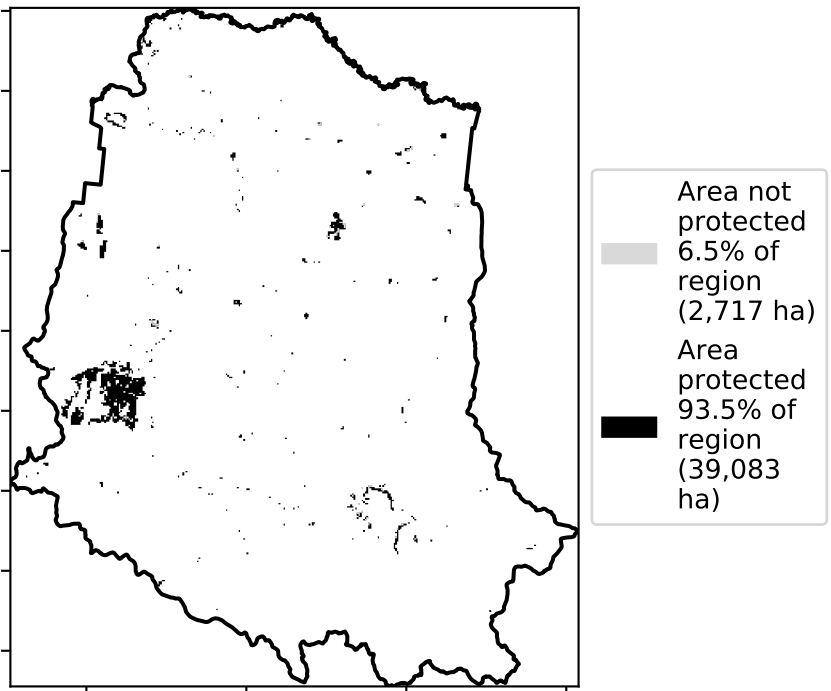 Area not
protected
6.5% of
region
(2,717 ha)
Area
protected
93.5% of
region
(39,083
ha)